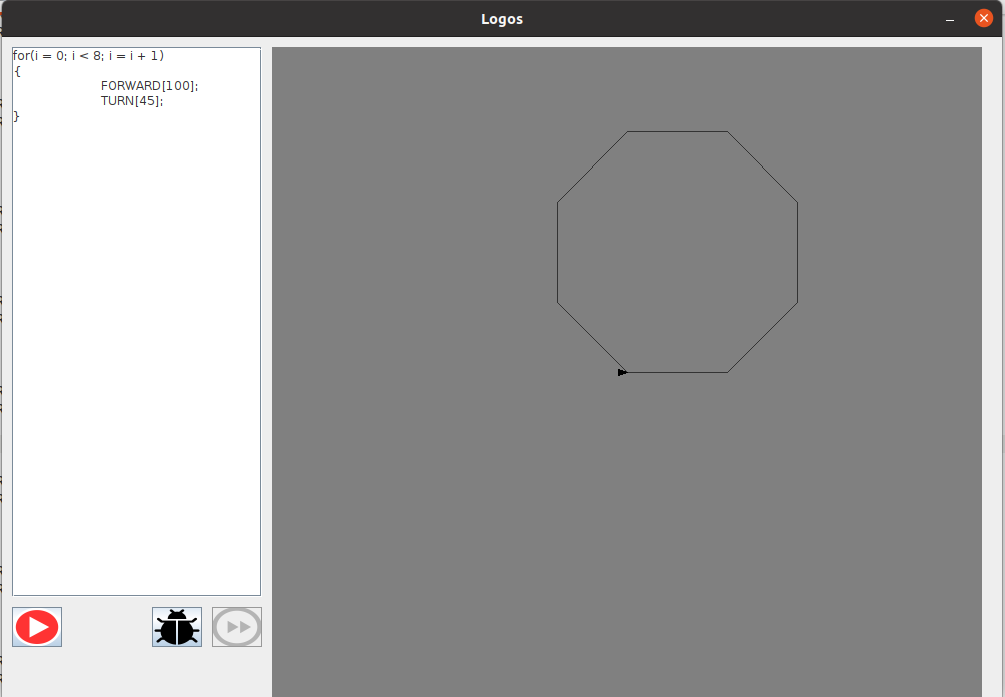 Logos
for(i = 0; i < 8; i = i + 1)
{
FORWARD[100];
TURN[45];
}